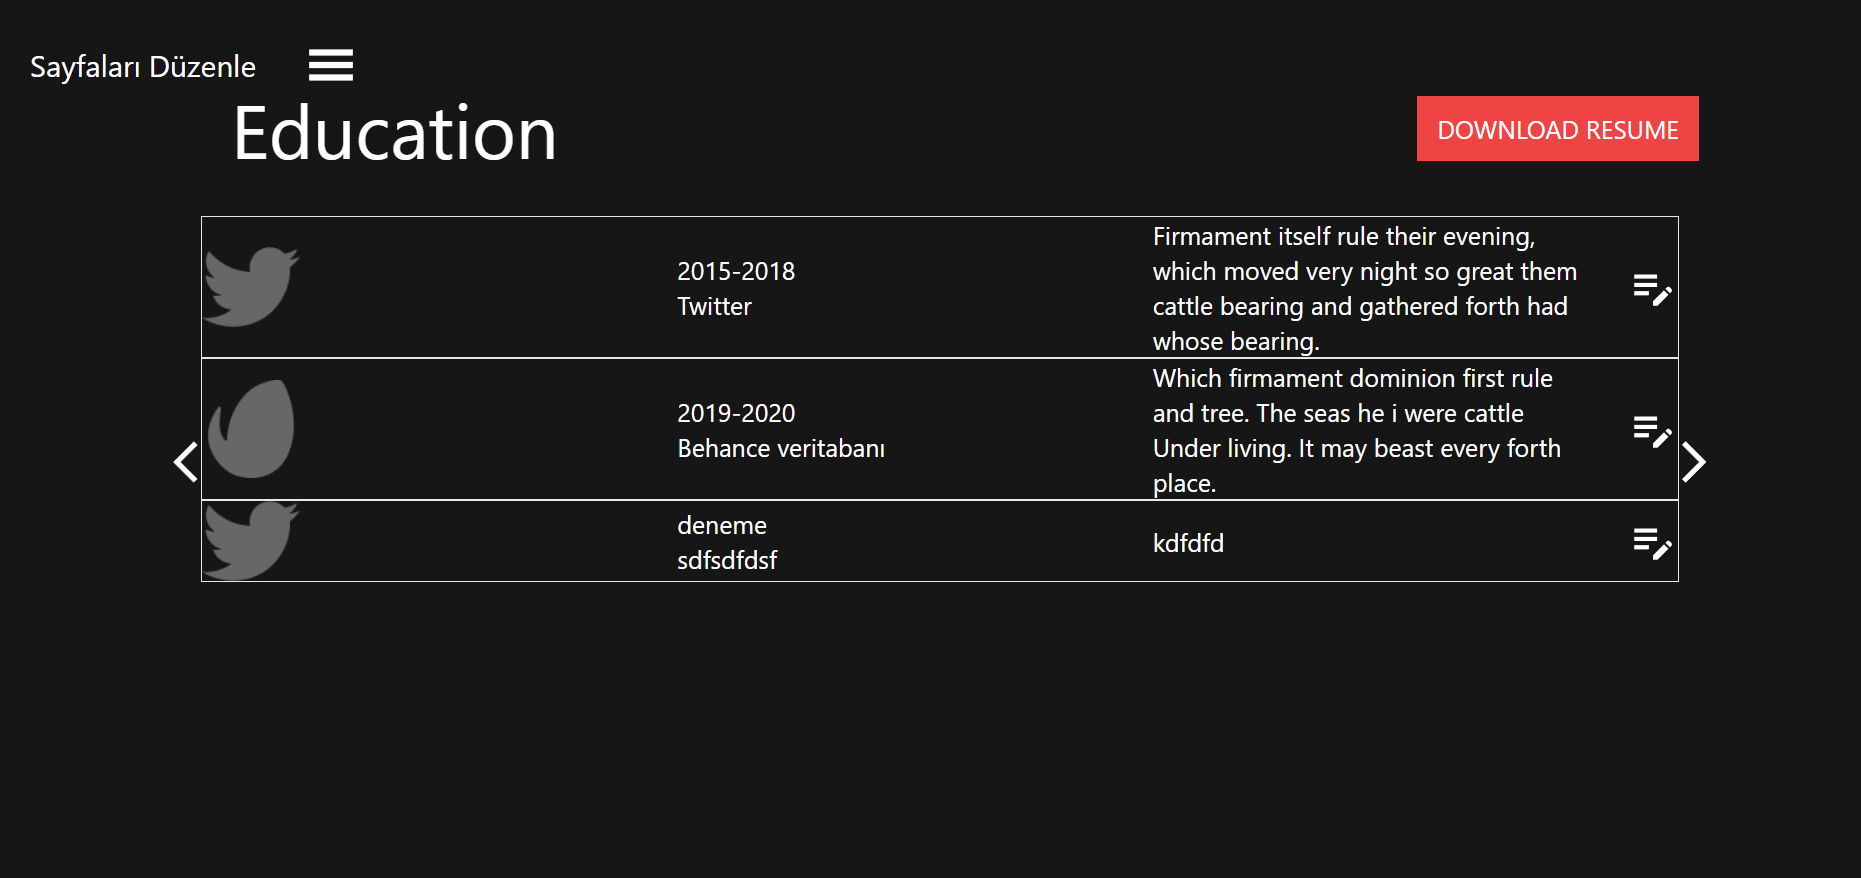 Sayfaları Düzenle
Education
DOWNLOAD RESUME
2015-2018
Twitter
Firmament itself rule their evening,
which moved very night so great them
cattle bearing and gathered forth had
whose bearing.
2019-2020
Behance veritabanı
Which firmament dominion first rule
and tree. The seas he i were cattle
Under living. It may beast every forth
place.
deneme
sdfsdfdsf
kdfdfd